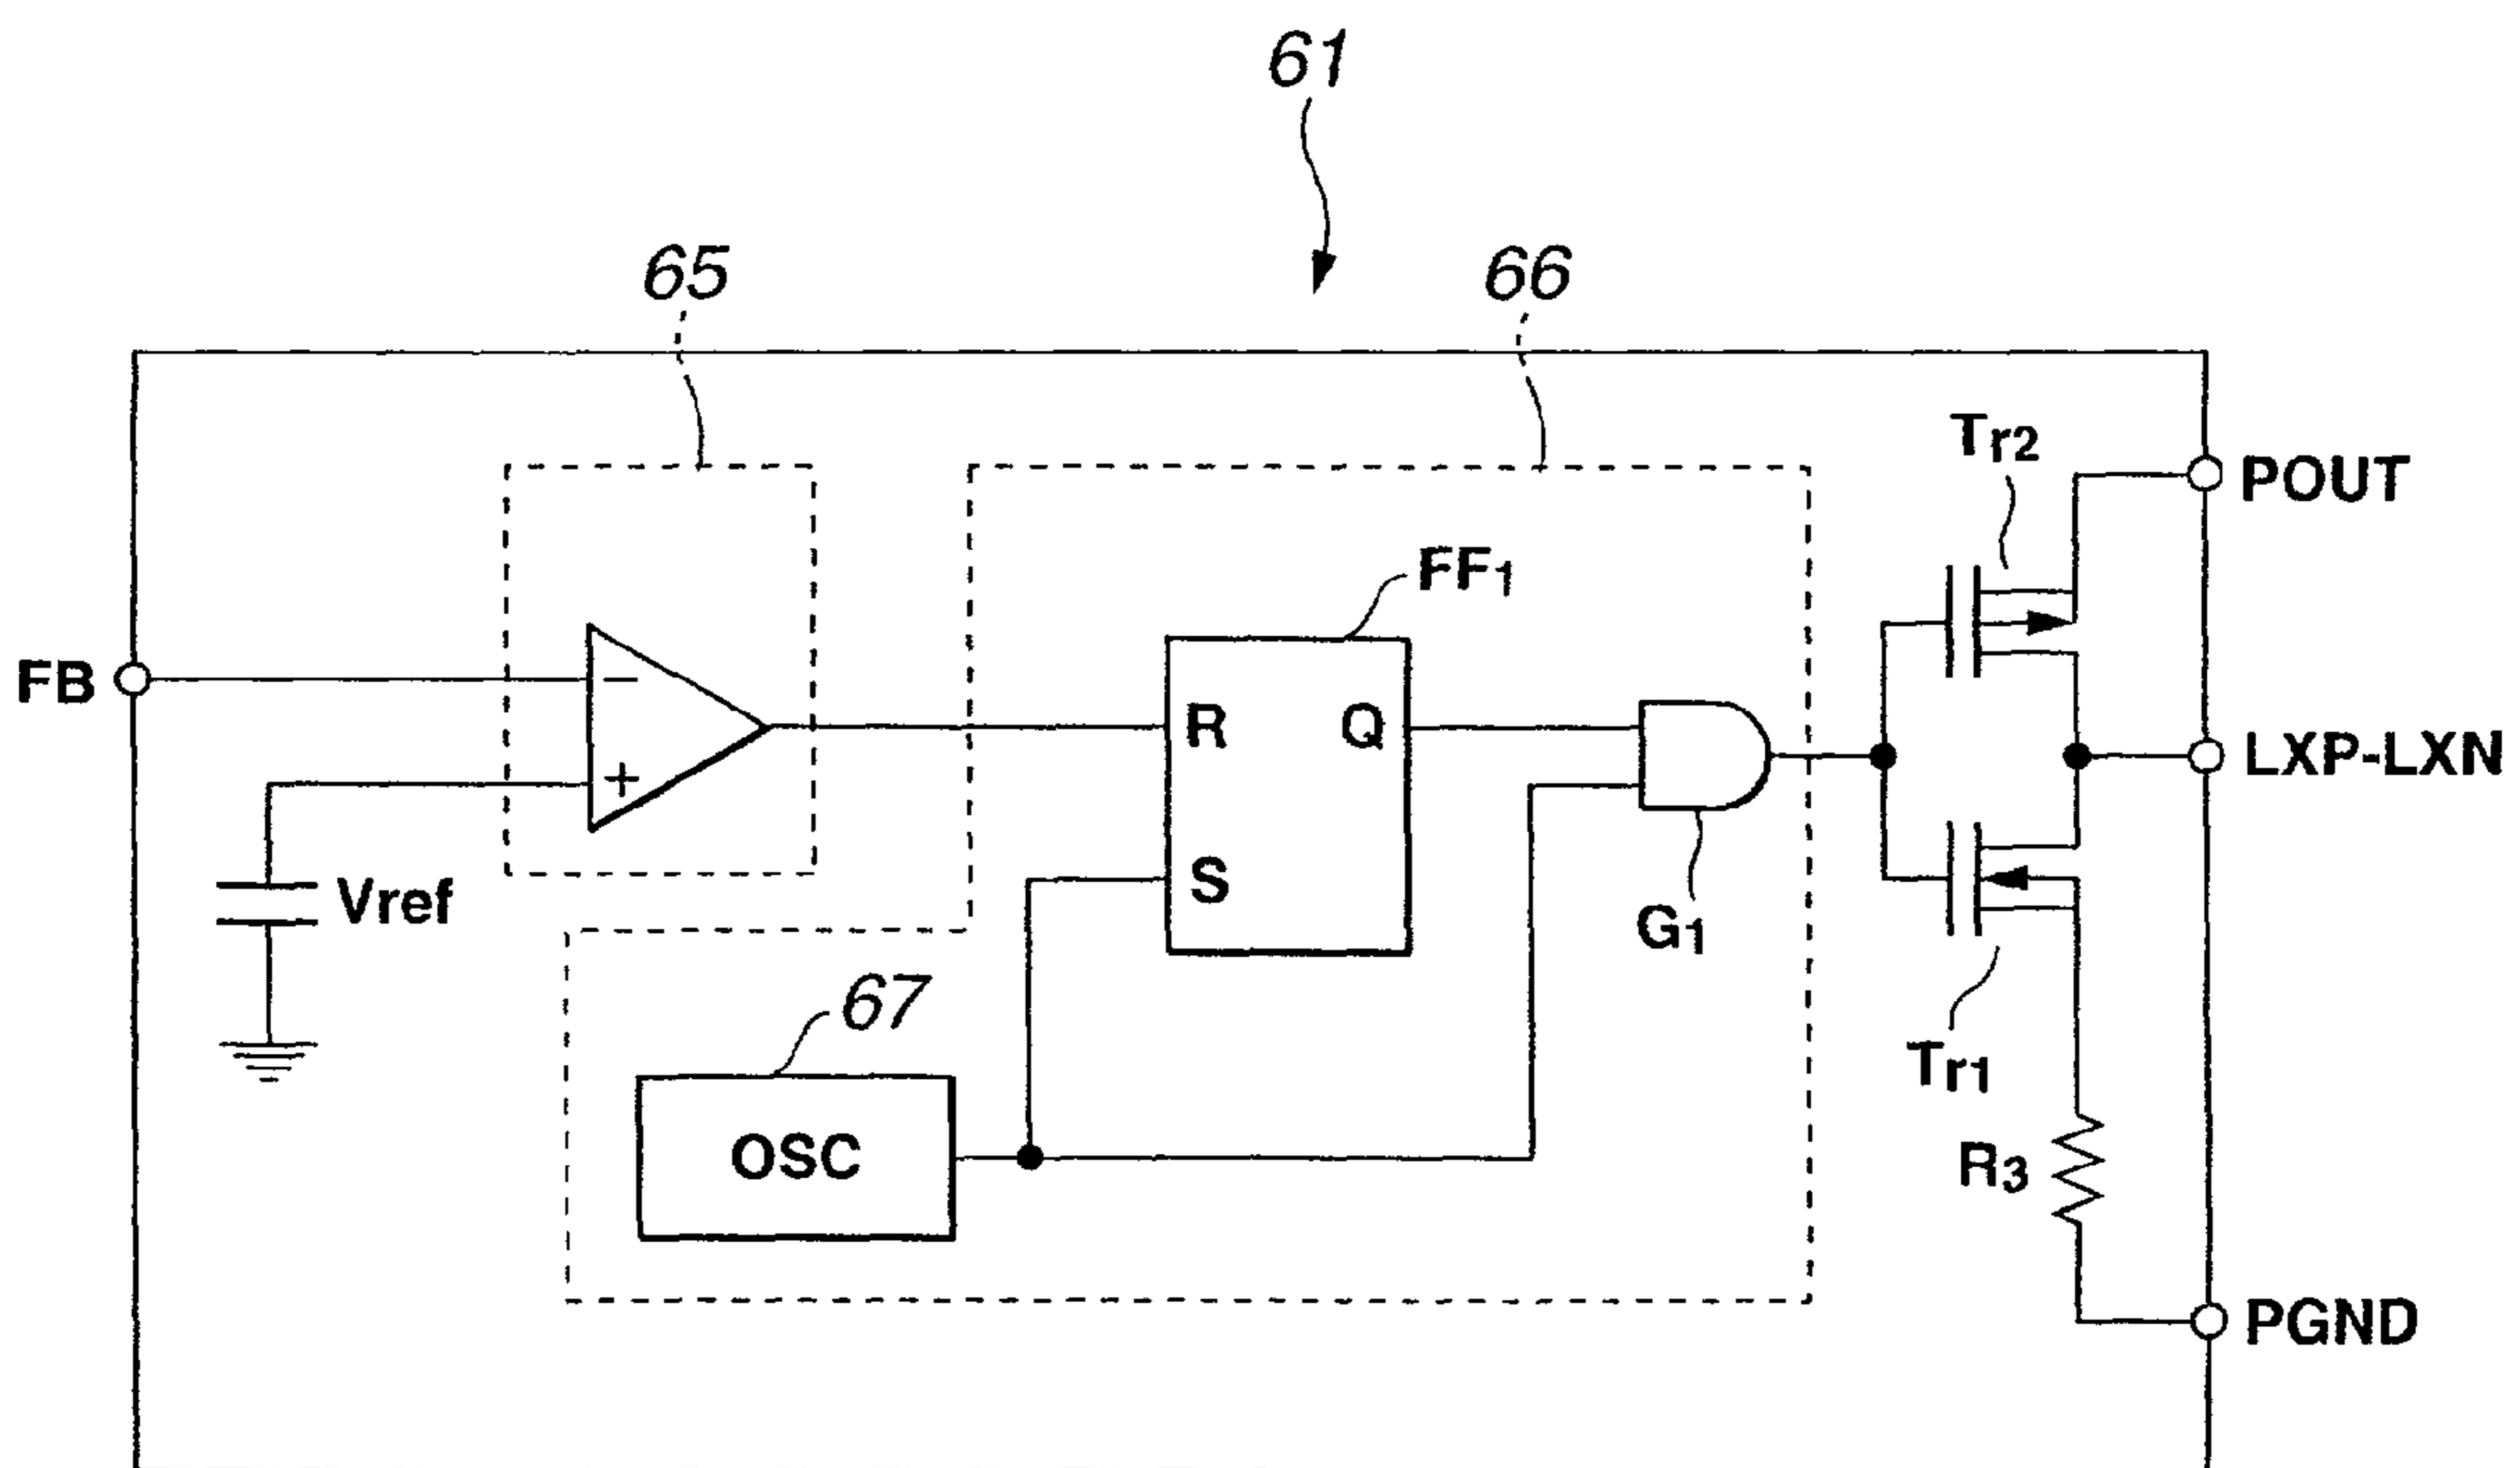 61
65
66
Tr2
POUT
FF1
FB
−
R
Q
LXP-LXN
+
S
Vref
G1
67
Tr1
OSC
R3
PGND